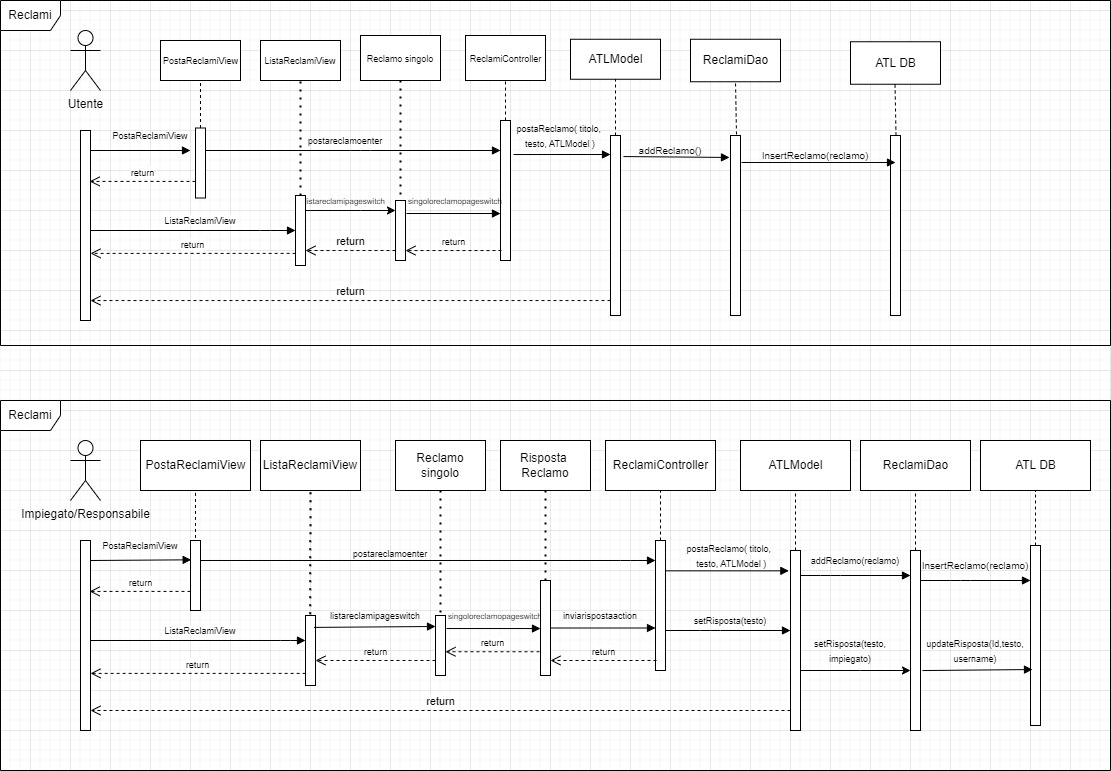 Reclami
Utente
PostaReclamiView
ListaReclamiView
Reclamo singolo
ReclamiController
ATLModel
ReclamiDao
ATL DB
PostaReclamiView
postareclamoenter
postaReclamo( titolo,
testo, ATLModel )
addReclamo()
InsertReclamo(reclamo)
return
listareclamipageswitch
singoloreclamopageswitch
ListaReclamiView
return
return
return
return
Reclami
Impiegato/Responsabile
PostaReclamiView
ListaReclamiView
Reclamo
singolo
Risposta
Reclamo
ReclamiController
ATLModel
ReclamiDao
ATL DB
PostaReclamiView
postareclamoenter
postaReclamo( titolo,
testo, ATLModel )
addReclamo(reclamo)
InsertReclamo(reclamo)
return
listareclamipageswitch
singoloreclamopageswitch
inviarispostaaction
setRisposta(testo)
ListaReclamiView
return
return
return
return
setRisposta(testo,
impiegato)
updateRisposta(Id,testo,
username)
return